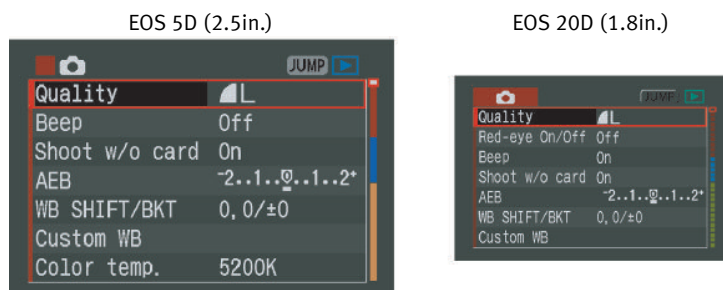 EOS 5D (2.5in.)
JUMP
Quality L
Beep Off
Shoot w/o card On
AEB -2..1..0..1..2+
WB SHIFT/BKT 0,0/±0
Custom WB
Color temp. 5200K
EOS 20D (1.8in.)
JUMP
Quality L
Red-eye On/Off Off
Beep On
Shoot w/o card On
AEB -2..1..0..1..2+
WB SHIFT/BKT 0,0/±0
Custom WB